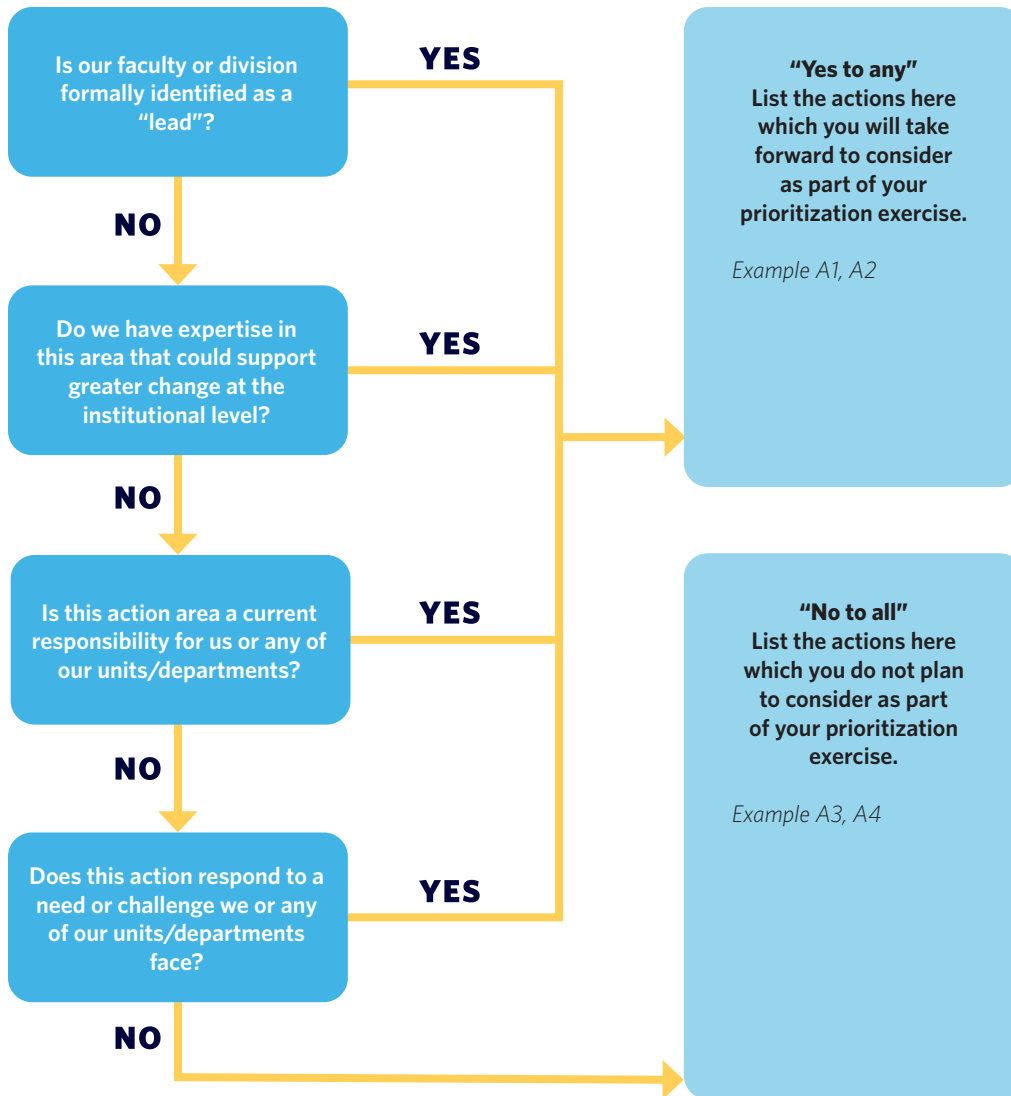 Is our faculty or division
formally identified as a
“lead”?
YES
NO
Do we have expertise in
this area that could support
greater change at the
institutional level?
YES
NO
Is this action area a current
responsibility for us or any of
our units/departments?
YES
NO
Does this action respond to a
need or challenge we or any
of our units/departments
face?
YES
NO
“Yes to any”
List the actions here
which you will take
forward to consider
as part of your
prioritization exercise.
Example A1, A2
“No to all”
List the actions here
which you do not plan
to consider as part
of your prioritization
exercise.
Example A3, A4